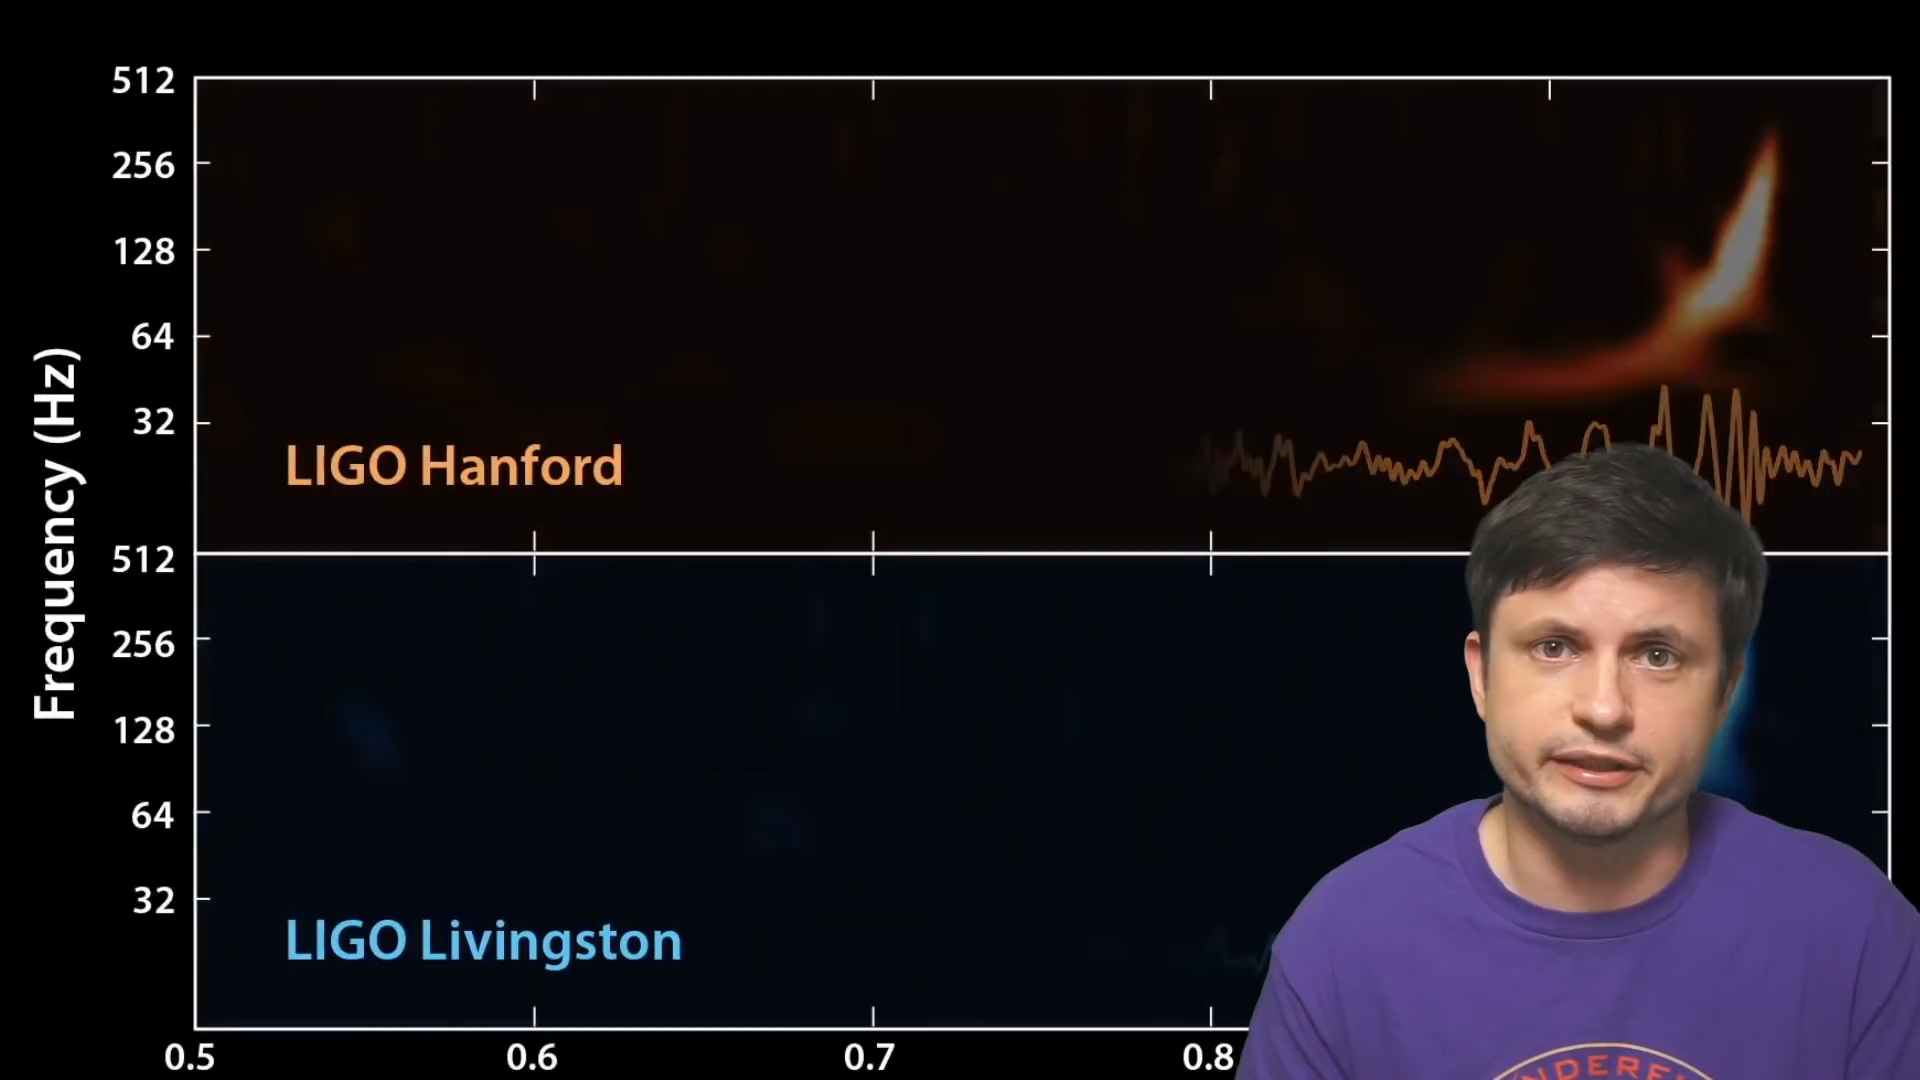 512
256
128
64
32
LIGO Hanford
Frequency (Hz)
512
256
128
64
32
LIGO Livingston
0.5 0.6 0.7 0.8